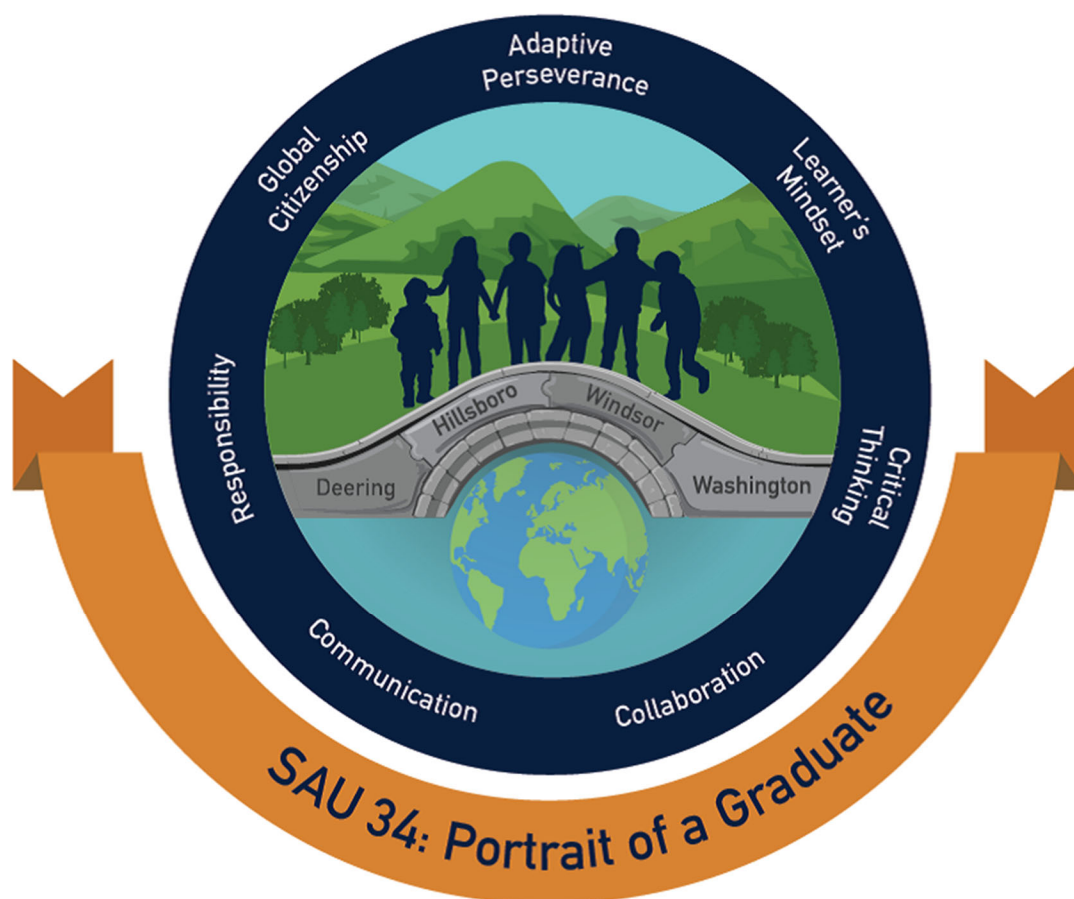 Adaptive
Perseverance
Learner's
Mindset
Critical
Thinking
Collaboration
Communication
Responsibility
Global
Citizenship
Deering
Hillsboro
Windsor
Washington
SAU 34: Portrait of a Graduate